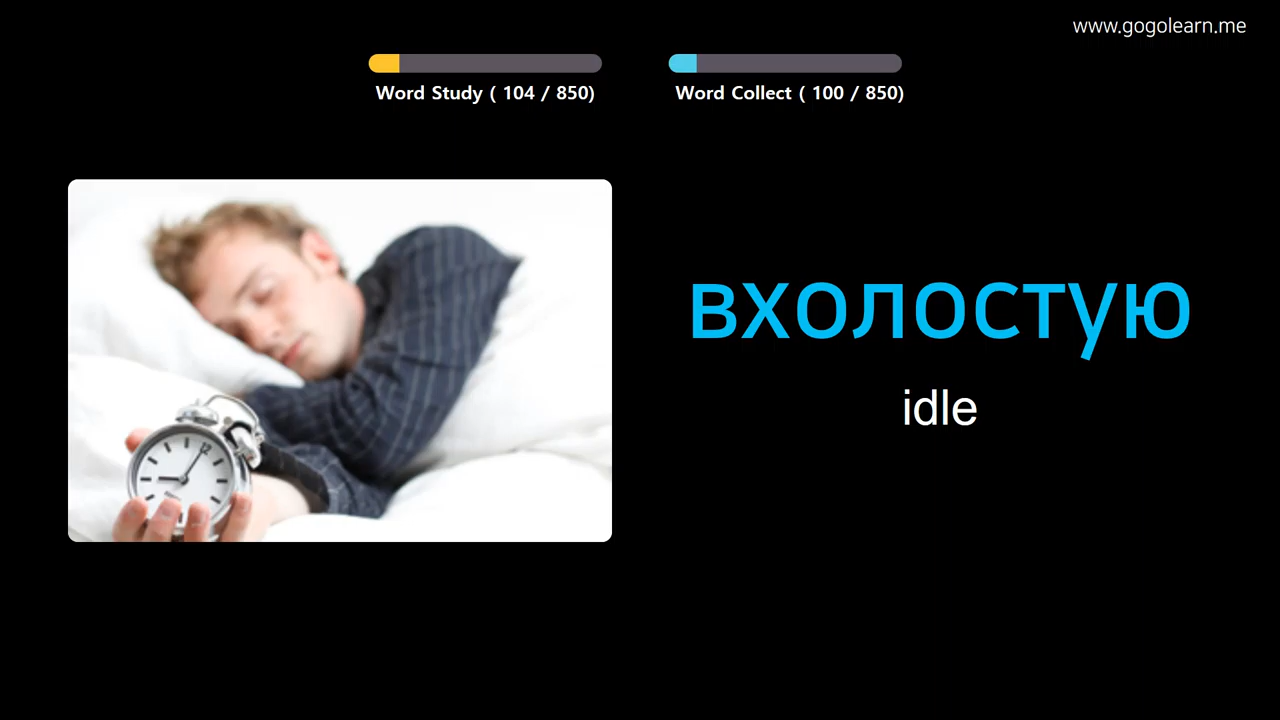 www.gogolearn.me
Word Study ( 104 / 850)
Word Collect ( 100 / 850)
вхолостую
idle